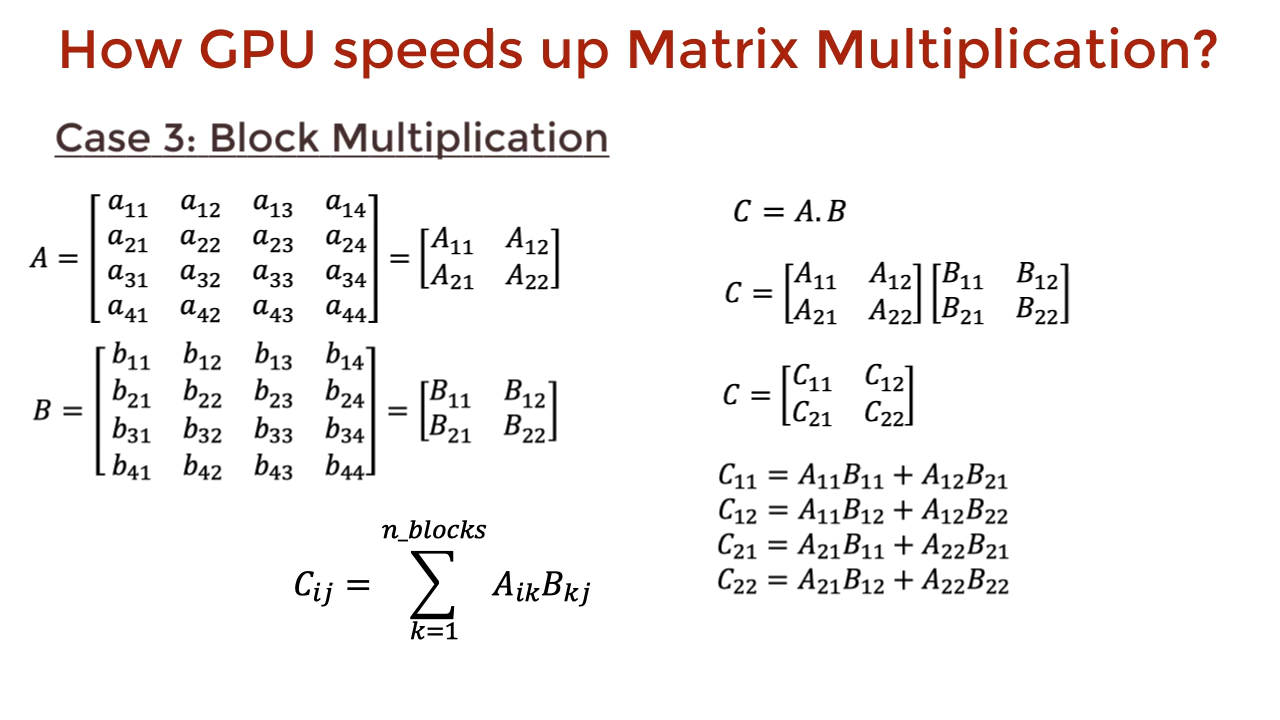 How GPU speeds up Matrix Multiplication?
Case 3: Block Multiplication
A = [a₁₁ a₁₂ a₁₃ a₁₄
a₂₁ a₂₂ a₂₃ a₂₄
a₃₁ a₃₂ a₃₃ a₃₄
a₄₁ a₄₂ a₄₃ a₄₄] = [A₁₁ A₁₂
A₂₁ A₂₂]
B = [b₁₁ b₁₂ b₁₃ b₁₄
b₂₁ b₂₂ b₂₃ b₂₄
b₃₁ b₃₂ b₃₃ b₃₄
b₄₁ b₄₂ b₄₃ b₄₄] = [B₁₁ B₁₂
B₂₁ B₂₂]
n_blocks
Cᵢⱼ = ∑ AᵢₖBₖⱼ
k=1
C = A.B
C = [A₁₁ A₁₂] [B₁₁ B₁₂]
[A₂₁ A₂₂] [B₂₁ B₂₂]
C = [C₁₁ C₁₂
C₂₁ C₂₂]
C₁₁ = A₁₁B₁₁ + A₁₂B₂₁
C₁₂ = A₁₁B₁₂ + A₁₂B₂₂
C₂₁ = A₂₁B₁₁ + A₂₂B₂₁
C₂₂ = A₂₁B₁₂ + A₂₂B₂₂